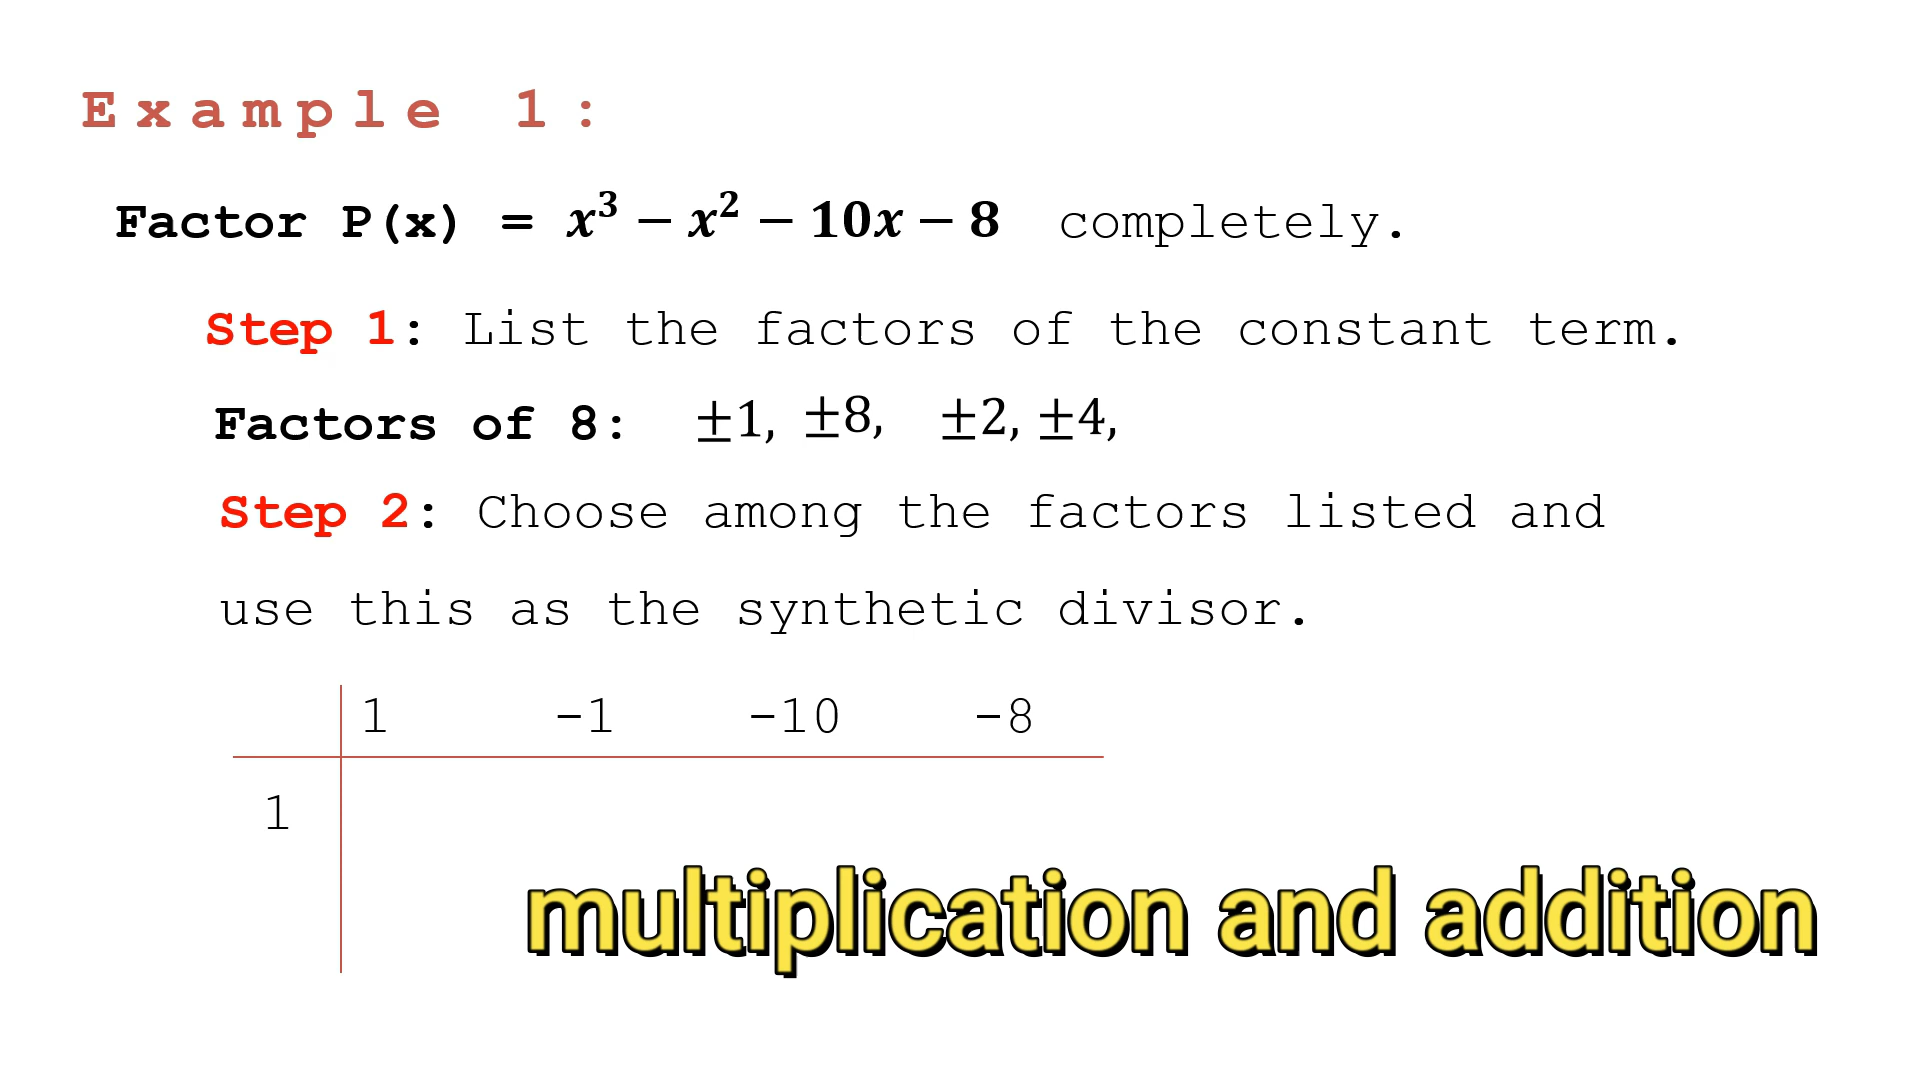 Example 1:
Factor P(x) = x³ − x² − 10x − 8 completely.
Step 1: List the factors of the constant term.
Factors of 8: ±1, ±8, ±2, ±4,
Step 2: Choose among the factors listed and
use this as the synthetic divisor.
1 -1 -10 -8
1
multiplication and addition